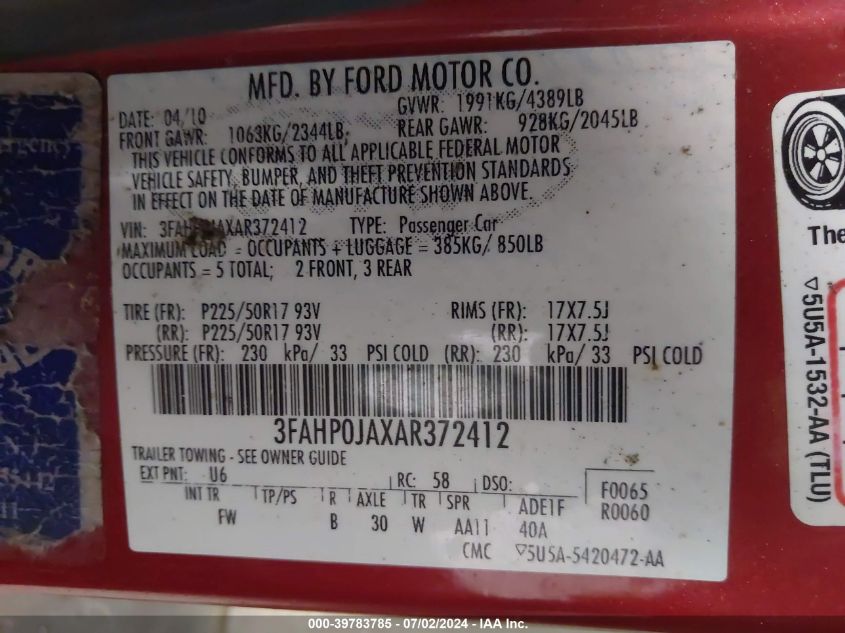 MFD. BY FORD MOTOR CO.
DATE: 04/10 GVWR: 1991KG/4389LB
FRONT GAWR: 1063KG/2344LB, REAR GAWR: 928KG/2045LB
THIS VEHICLE CONFORMS TO ALL APPLICABLE FEDERAL MOTOR
VEHICLE SAFETY, BUMPER, AND THEFT PREVENTION STANDARDS
IN EFFECT ON THE DATE OF MANUFACTURE SHOWN ABOVE.
VIN: 3FAHP0JAXAR372412 TYPE: Passenger Car
MAXIMUM LOAD = OCCUPANTS + LUGGAGE = 385KG/ 850LB
OCCUPANTS = 5 TOTAL; 2 FRONT, 3 REAR
TIRE (FR): P225/50R17 93V RIMS (FR): 17X7.5J
(RR): P225/50R17 93V (RR): 17X7.5J
PRESSURE (FR): 230 kPa/ 33 PSI COLD (RR): 230 kPa/ 33 PSI COLD
3FAHP0JAXAR372412
TRAILER TOWING - SEE OWNER GUIDE
EXT PNT: U6 RC: 58 DSO: F0065
INT TR TP/PS R AXLE TR SPR ADE1F R0060
FW B 30 W AA11 40A
CMC ▽5U5A-5420472-AA
The
▽5U5A-1532-AA (TLU)
000-39783785 - 07/02/2024 - IAA Inc.